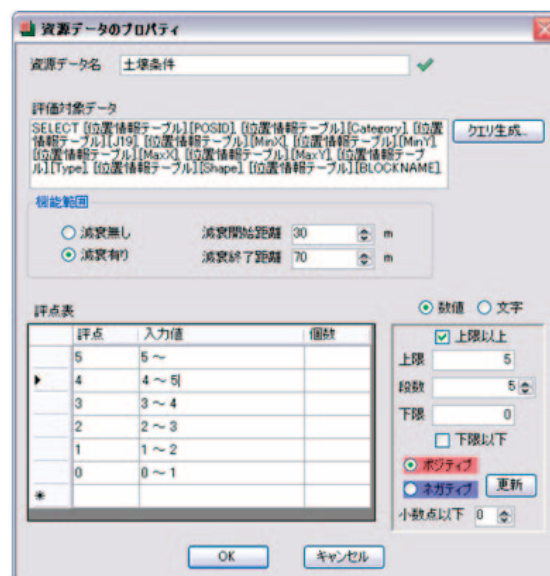 資源データのプロパティ
資源データ名 土壌条件
評価対象データ
SELECT [位置情報テーブル].[POSID], [位置情報テーブル].[Category], [位置
情報テーブル].[J19], [位置情報テーブル].[MinX], [位置情報テーブル].[MinY],
[位置情報テーブル].[MaxX], [位置情報テーブル].[MaxY], [位置情報テーブ
ル].[Type], [位置情報テーブル].[Shape], [位置情報テーブル].[BLOCKNAME],
クエリ生成...
機能範囲
減衰無し 減衰開始距離 30 m
減衰有り 減衰終了距離 70 m
評点表
数値 文字
評点 入力値 個数
5 5 ～
4 4 ～ 5
3 3 ～ 4
2 2 ～ 3
1 1 ～ 2
0 0 ～ 1
上限以上
上限 5
段数 5
下限 0
下限以下
ポジティブ
ネガティブ 更新
小数点以下 0
OK キャンセル